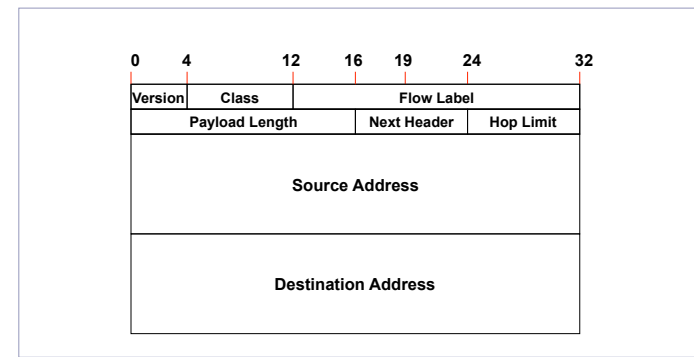 0 4 12 16 19 24 32
Version Class Flow Label
Payload Length Next Header Hop Limit
Source Address
Destination Address